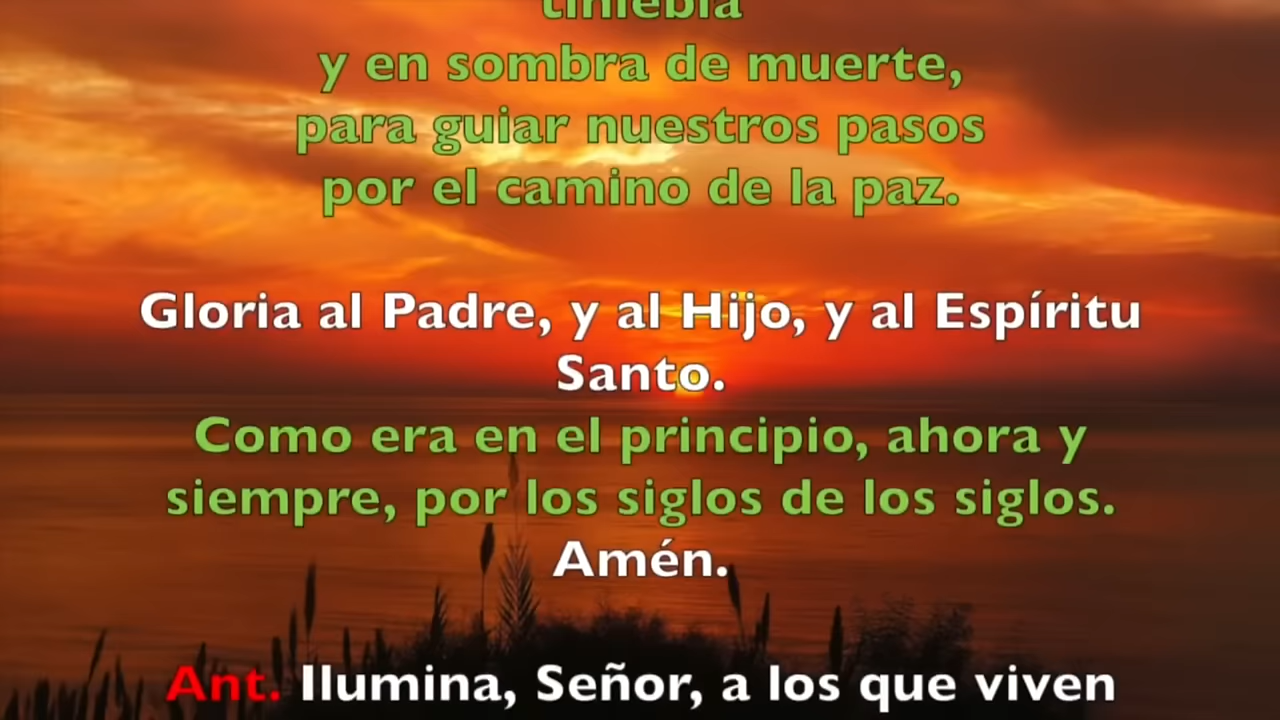 tiniebla
y en sombra de muerte,
para guiar nuestros pasos
por el camino de la paz.
Gloria al Padre, y al Hijo, y al Espíritu
Santo.
Como era en el principio, ahora y
siempre, por los siglos de los siglos.
Amén.
Ant. Ilumina, Señor, a los que viven